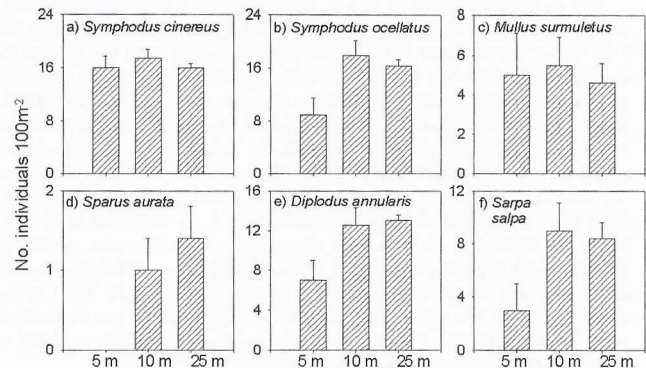 24
16
8
0
a) Symphodus cinereus
24
16
8
0
b) Symphodus ocellatus
8
6
4
2
0
c) Mullus surmuletus
No. individuals 100m-2
2
1
0
d) Sparus aurata
5 m 10 m 25 m
16
12
8
4
0
e) Diplodus annularis
5 m 10 m 25 m
12
8
4
0
f) Sarpa
salpa
5 m 10 m 25 m